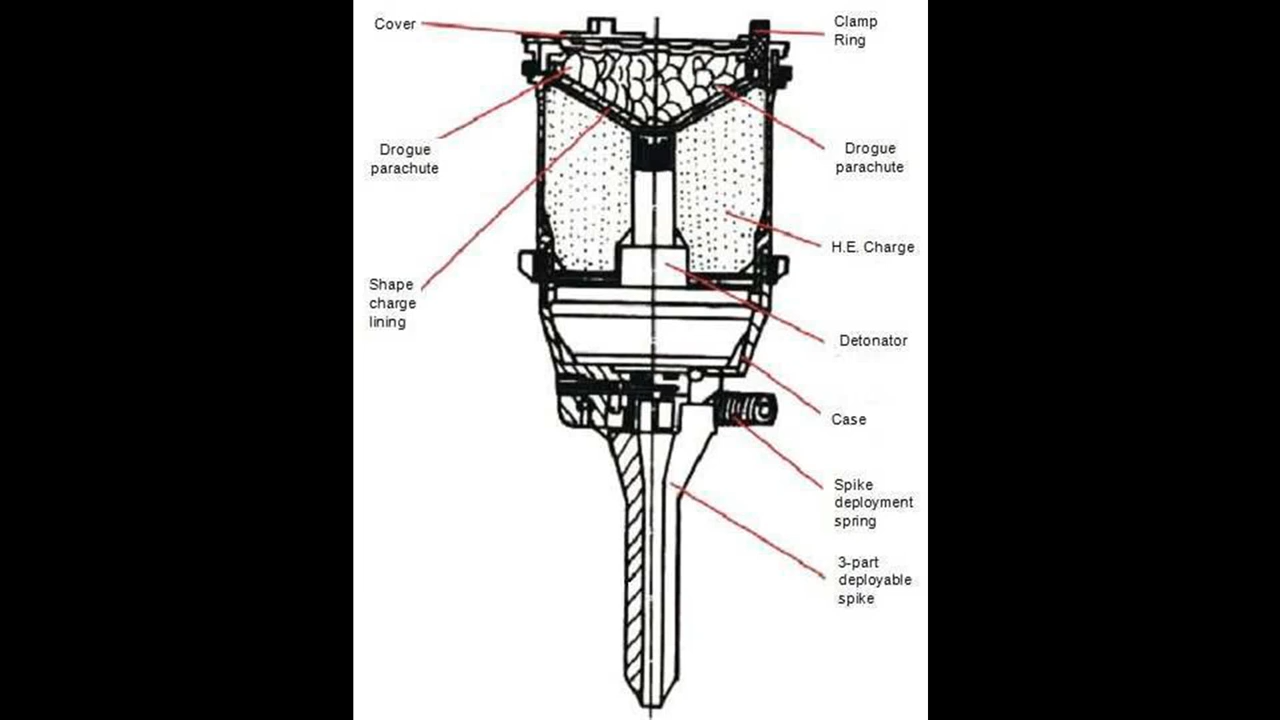 Cover
Clamp
Ring
Drogue
parachute
Drogue
parachute
H.E. Charge
Shape
charge
lining
Detonator
Case
Spike
deployment
spring
3-part
deployable
spike